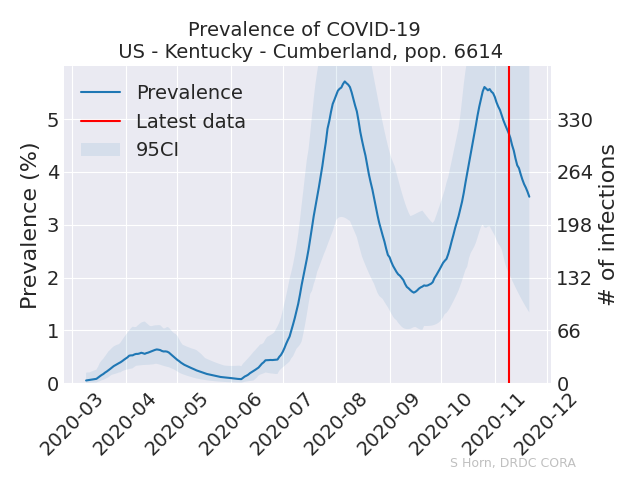 Prevalence of COVID-19
US - Kentucky - Cumberland, pop. 6614
Prevalence
Latest data
95CI
Prevalence (%)
5
4
3
2
1
0
330
264
198
132
66
0
# of infections
2020-03
2020-04
2020-05
2020-06
2020-07
2020-08
2020-09
2020-10
2020-11
2020-12
S Horn, DRDC CORA